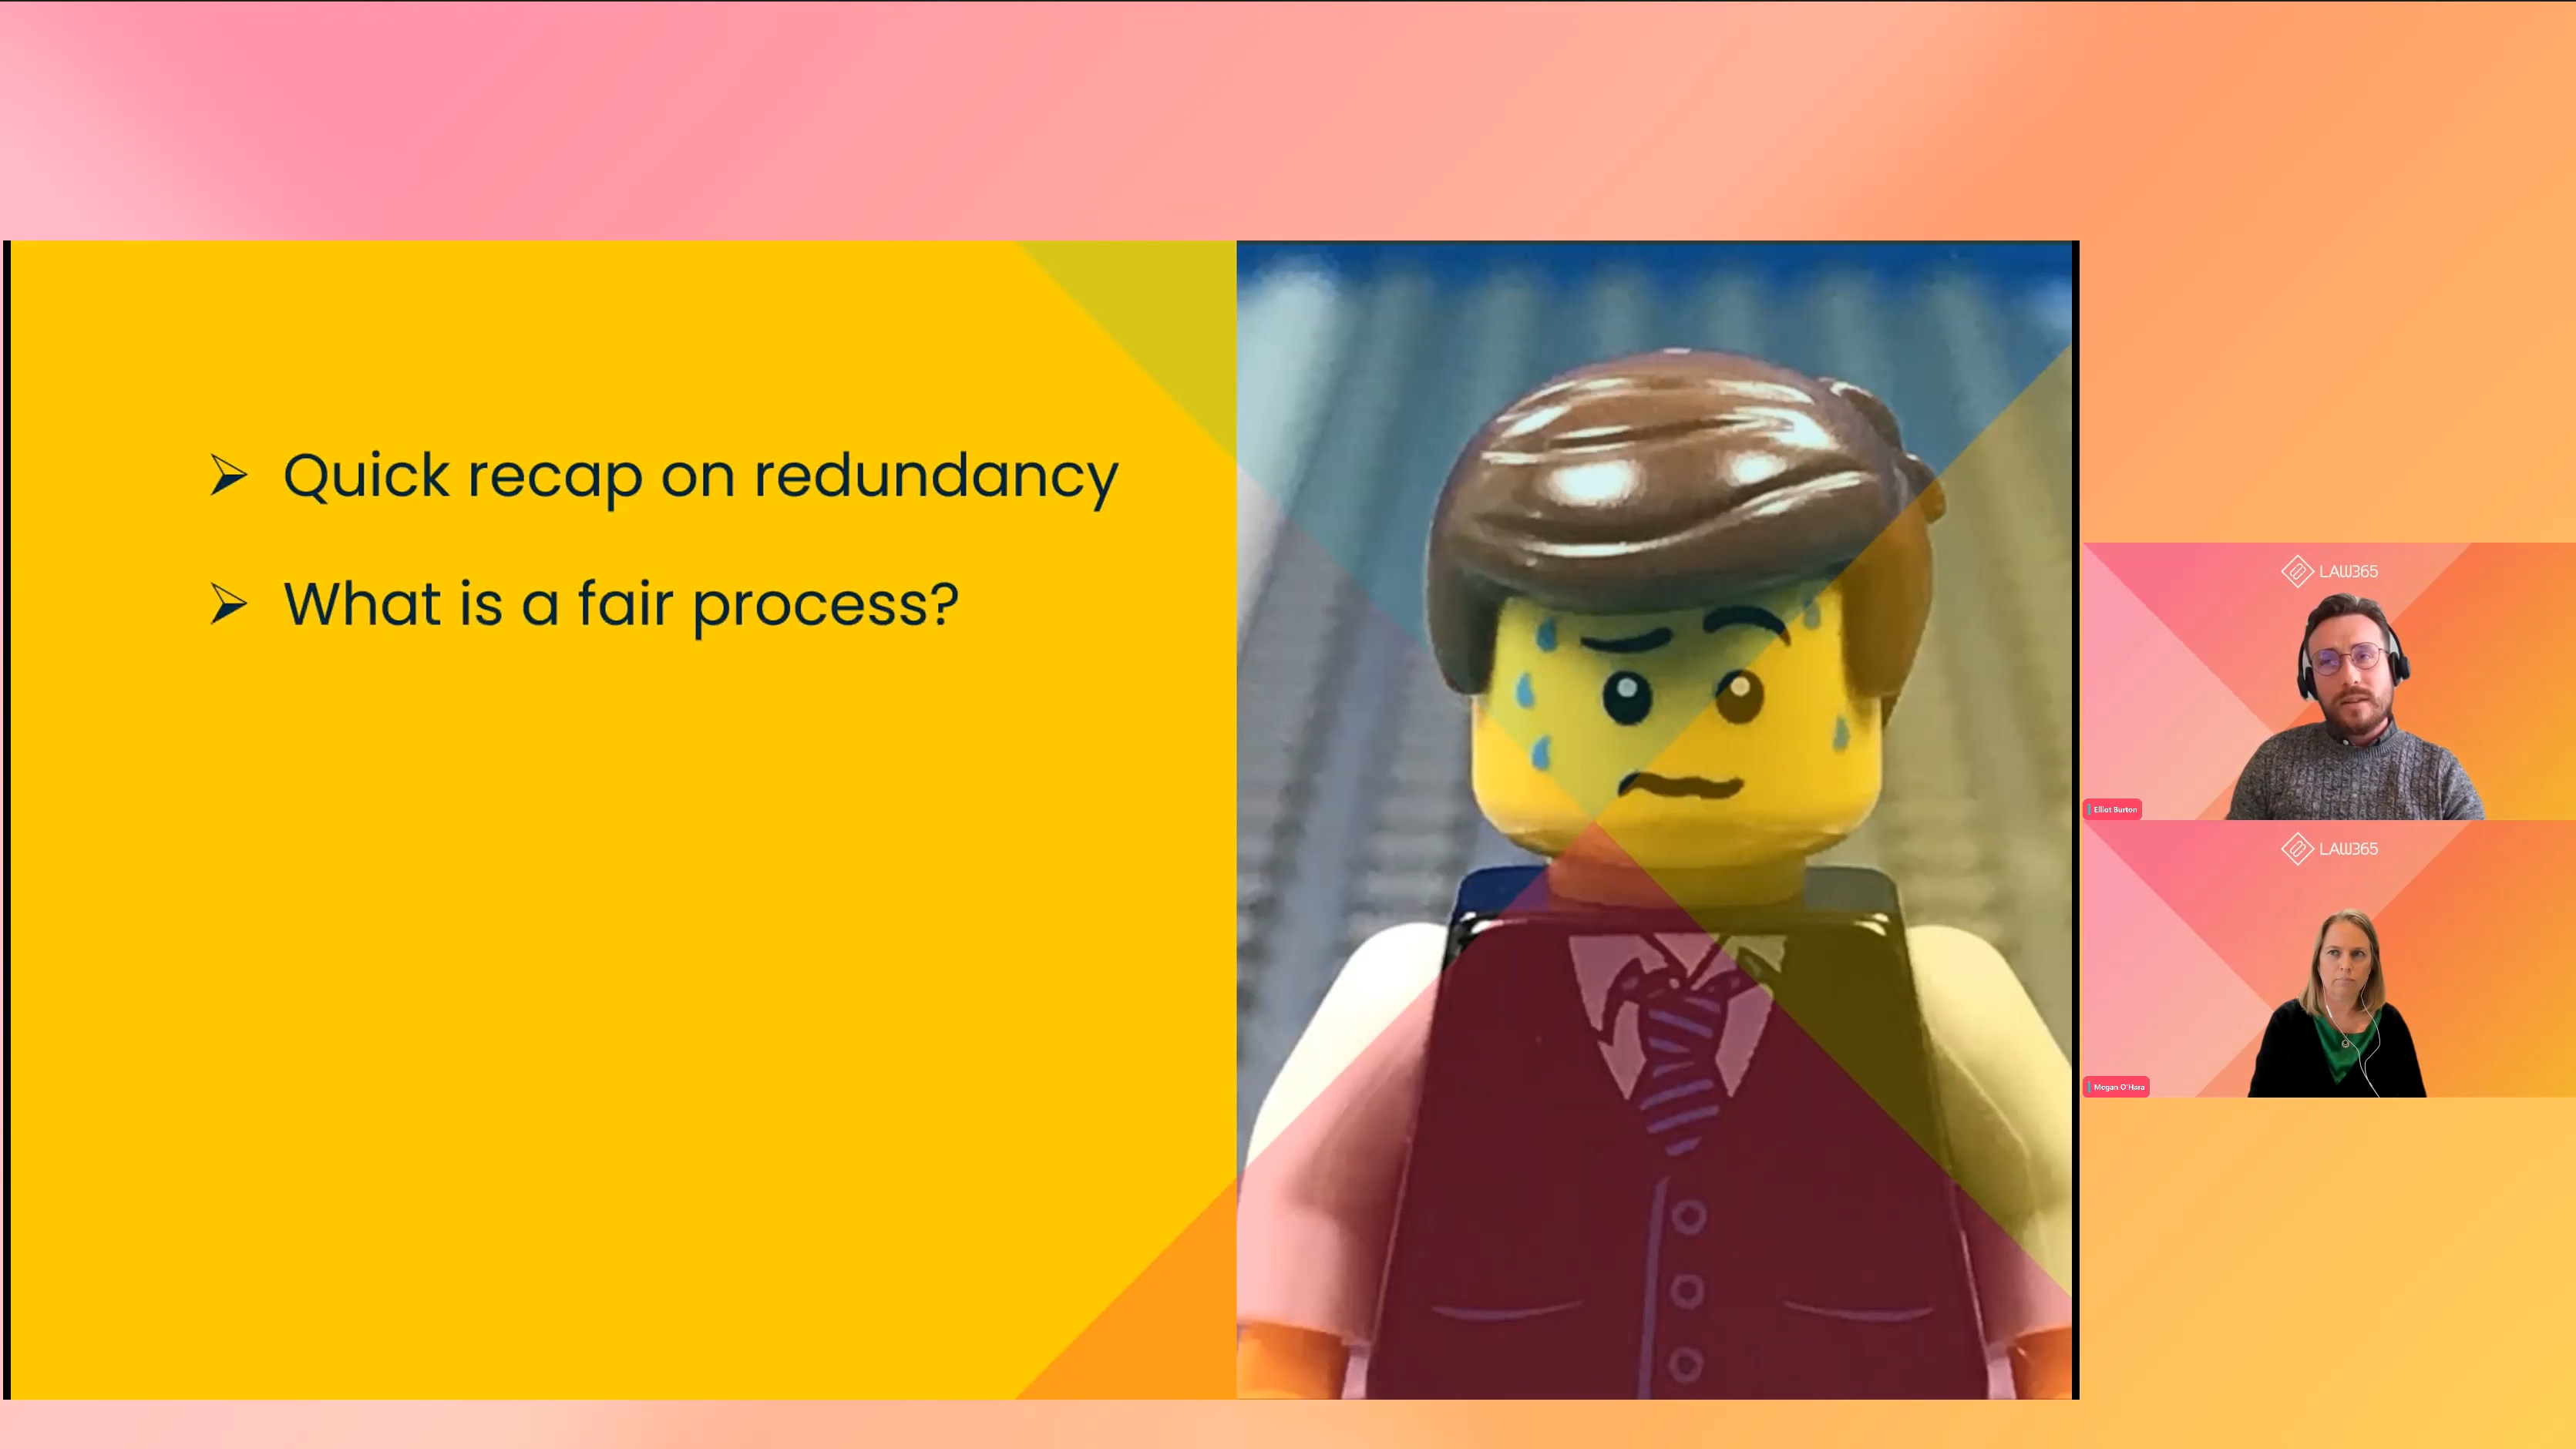 Quick recap on redundancy
What is a fair process?
LAW365
Elliot Burton
LAW365
Megan O'Hara